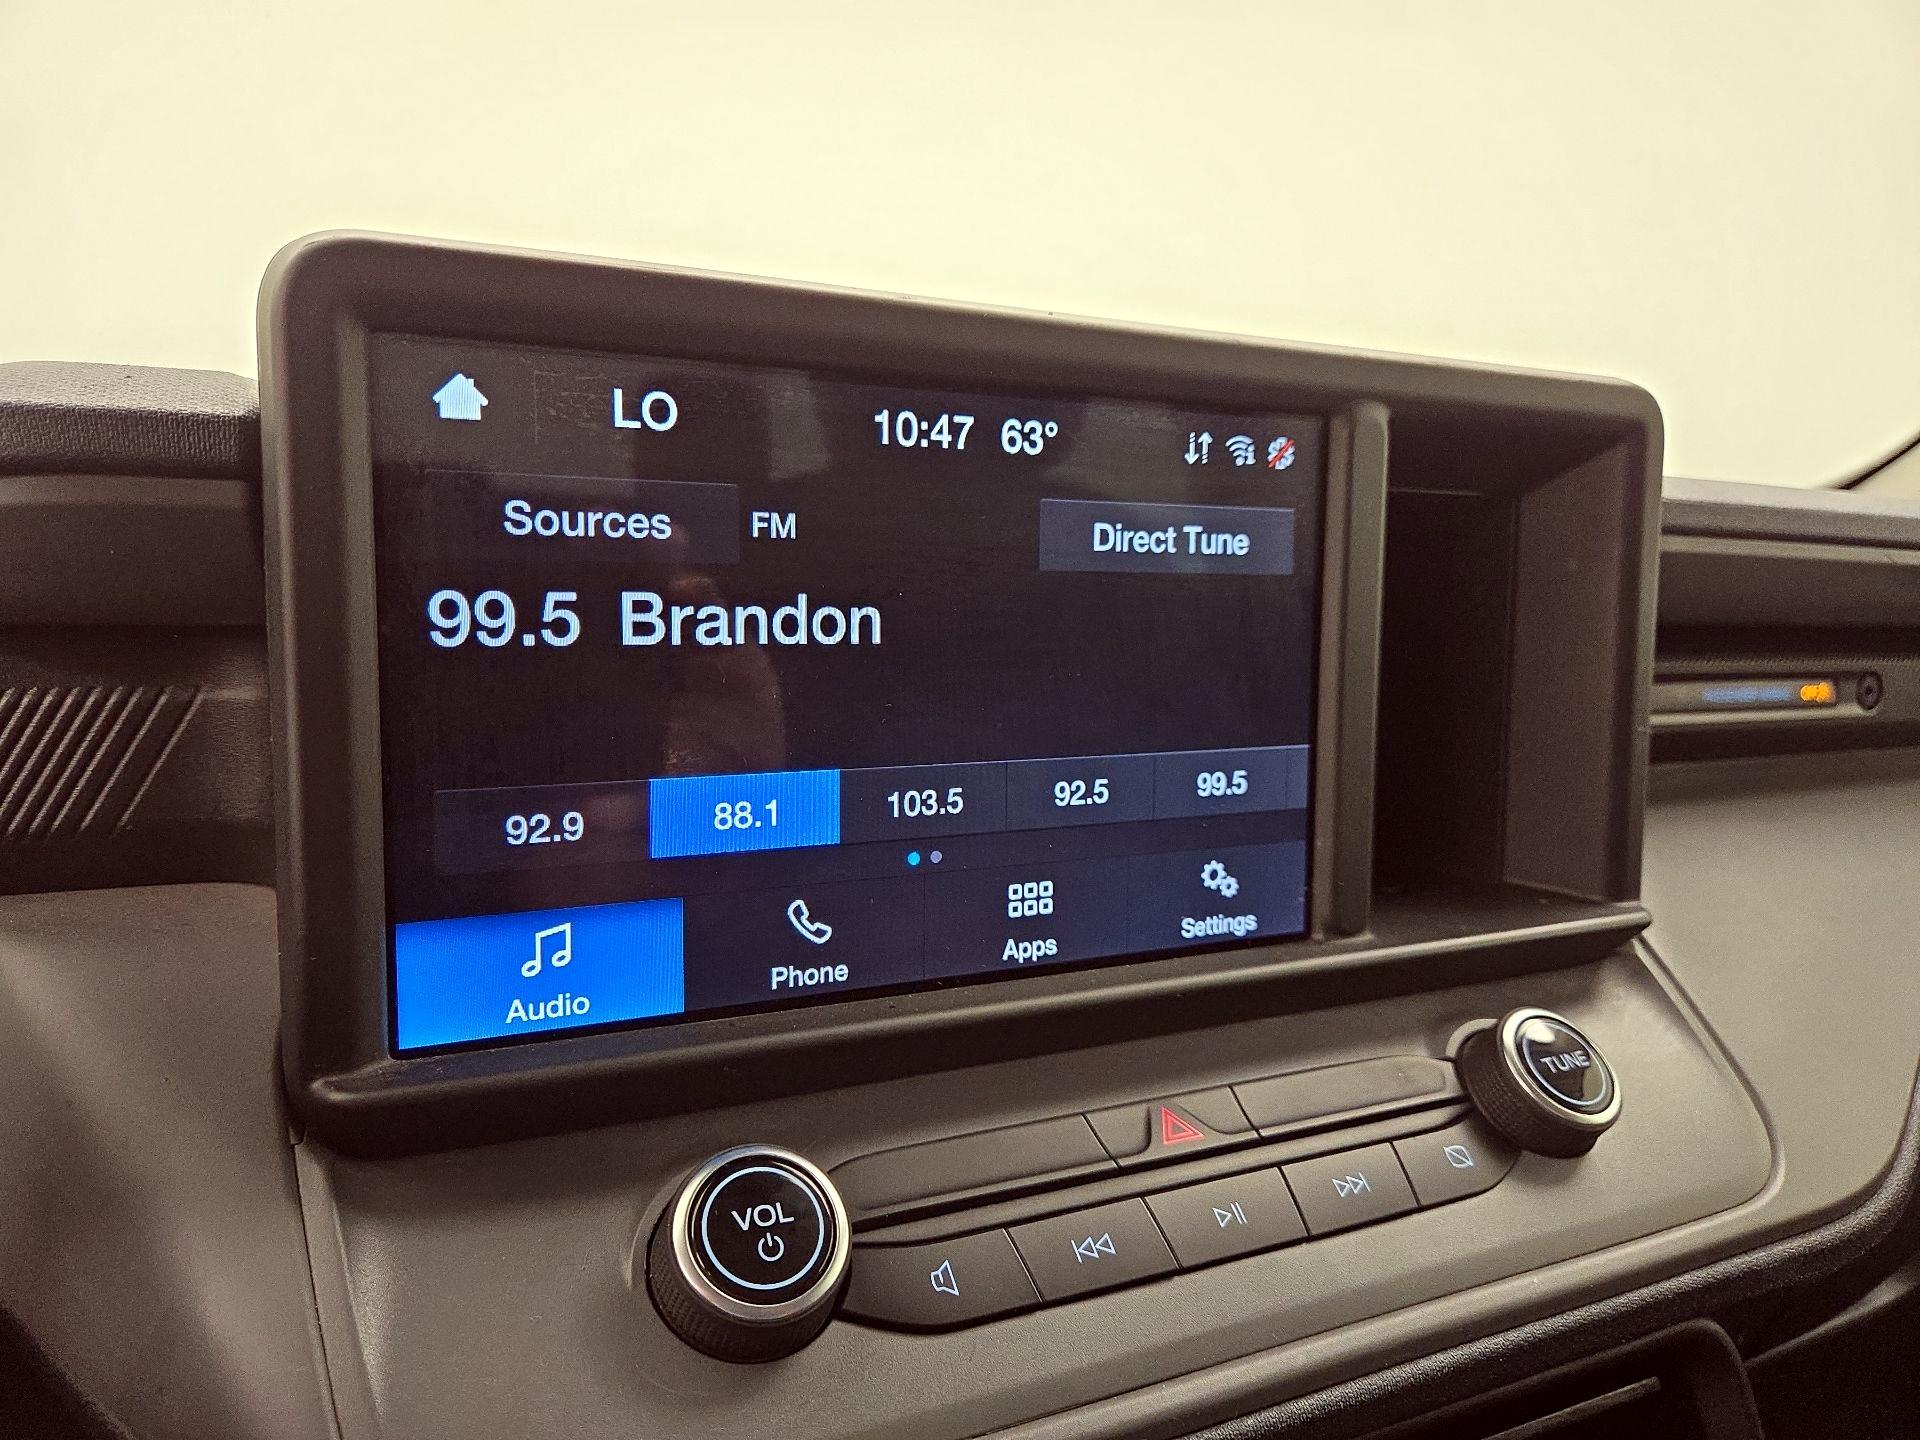 LO 10:47 63°
Sources FM Direct Tune
99.5 Brandon
92.9 88.1 103.5 92.5 99.5
Audio Phone Apps Settings
TUNE
VOL